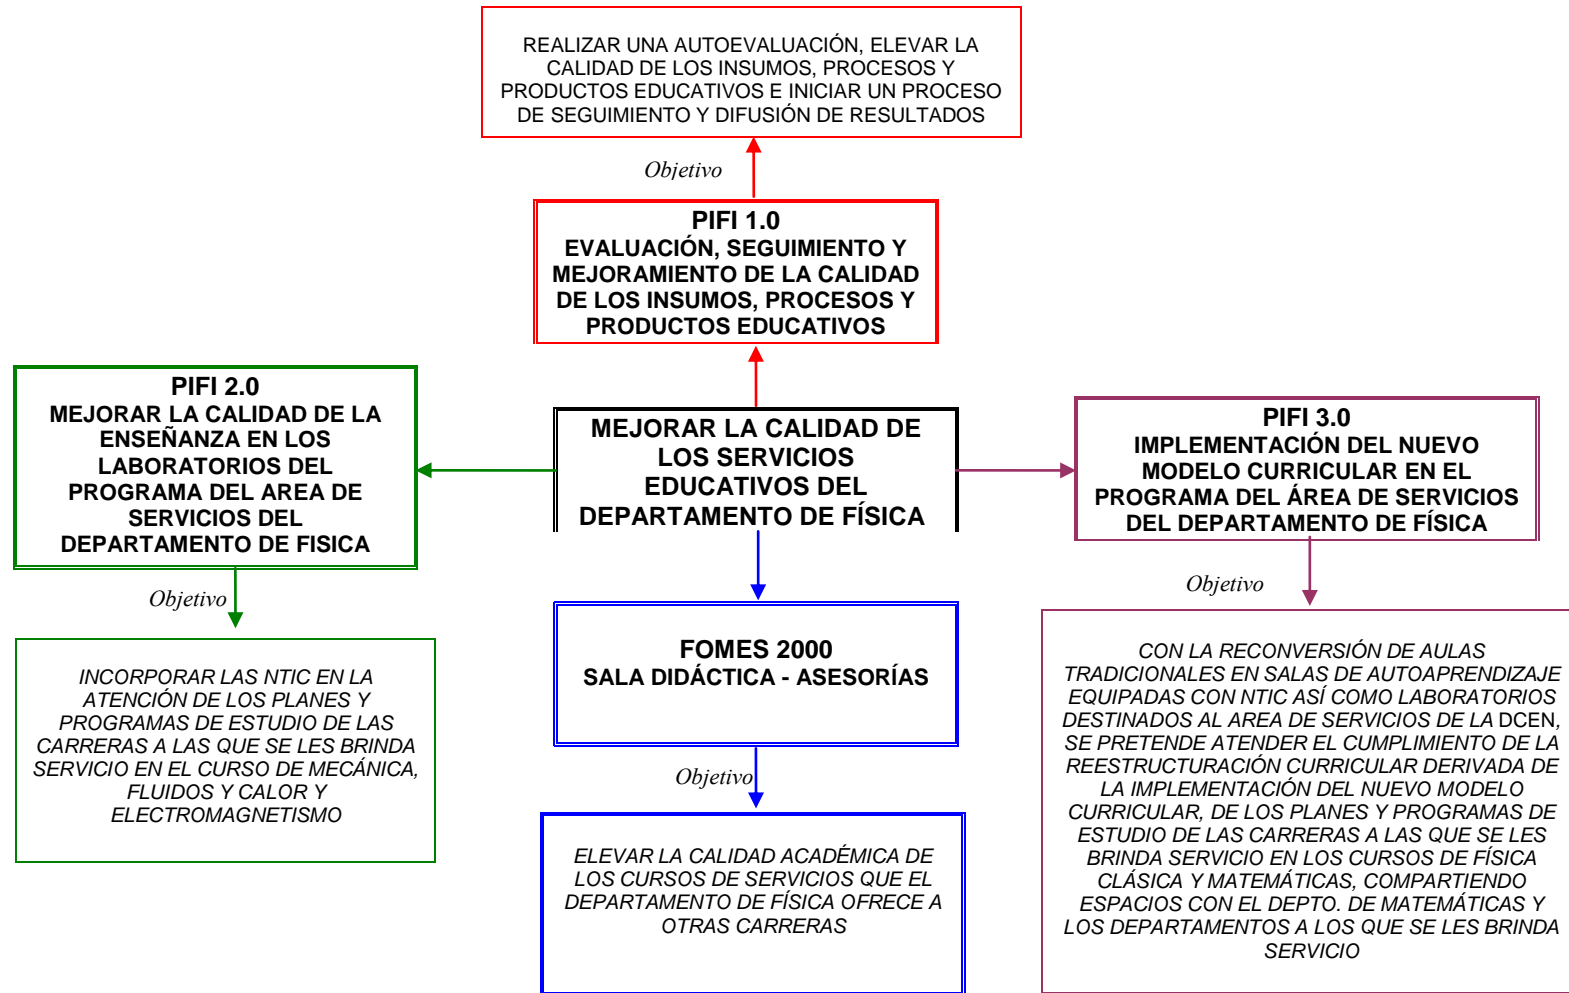 REALIZAR UNA AUTOEVALUACIÓN, ELEVAR LA
CALIDAD DE LOS INSUMOS, PROCESOS Y
PRODUCTOS EDUCATIVOS E INICIAR UN PROCESO
DE SEGUIMIENTO Y DIFUSIÓN DE RESULTADOS
Objetivo
PIFI 1.0
EVALUACIÓN, SEGUIMIENTO Y
MEJORAMIENTO DE LA CALIDAD
DE LOS INSUMOS, PROCESOS Y
PRODUCTOS EDUCATIVOS
PIFI 2.0
MEJORAR LA CALIDAD DE LA
ENSEÑANZA EN LOS
LABORATORIOS DEL
PROGRAMA DEL AREA DE
SERVICIOS DEL
DEPARTAMENTO DE FISICA
MEJORAR LA CALIDAD DE
LOS SERVICIOS
EDUCATIVOS DEL
DEPARTAMENTO DE FÍSICA
PIFI 3.0
IMPLEMENTACIÓN DEL NUEVO
MODELO CURRICULAR EN EL
PROGRAMA DEL ÁREA DE SERVICIOS
DEL DEPARTAMENTO DE FÍSICA
Objetivo
INCORPORAR LAS NTIC EN LA
ATENCIÓN DE LOS PLANES Y
PROGRAMAS DE ESTUDIO DE LAS
CARRERAS A LAS QUE SE LES BRINDA
SERVICIO EN EL CURSO DE MECÁNICA,
FLUIDOS Y CALOR Y
ELECTROMAGNETISMO
FOMES 2000
SALA DIDÁCTICA - ASESORÍAS
Objetivo
ELEVAR LA CALIDAD ACADÉMICA DE
LOS CURSOS DE SERVICIOS QUE EL
DEPARTAMENTO DE FÍSICA OFRECE A
OTRAS CARRERAS
Objetivo
CON LA RECONVERSIÓN DE AULAS
TRADICIONALES EN SALAS DE AUTOAPRENDIZAJE
EQUIPADAS CON NTIC ASÍ COMO LABORATORIOS
DESTINADOS AL AREA DE SERVICIOS DE LA DCEN,
SE PRETENDE ATENDER EL CUMPLIMIENTO DE LA
REESTRUCTURACIÓN CURRICULAR DERIVADA DE
LA IMPLEMENTACIÓN DEL NUEVO MODELO
CURRICULAR, DE LOS PLANES Y PROGRAMAS DE
ESTUDIO DE LAS CARRERAS A LAS QUE SE LES
BRINDA SERVICIO EN LOS CURSOS DE FÍSICA
CLÁSICA Y MATEMÁTICAS, COMPARTIENDO
ESPACIOS CON EL DEPTO. DE MATEMÁTICAS Y
LOS DEPARTAMENTOS A LOS QUE SE LES BRINDA
SERVICIO